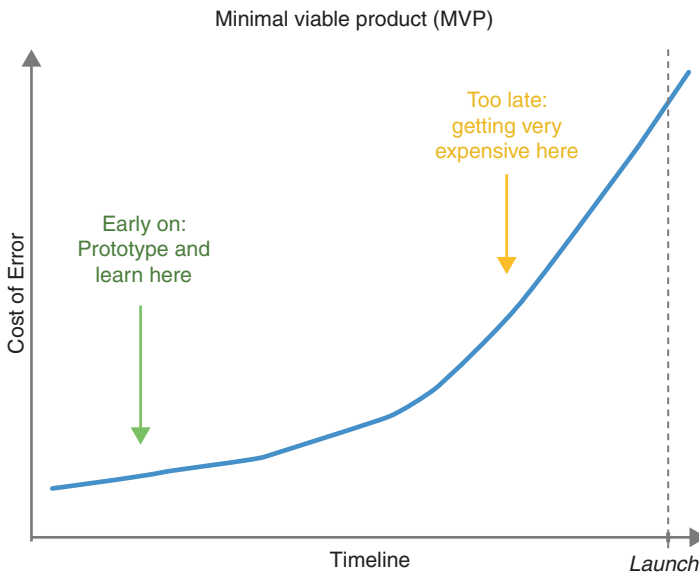 Minimal viable product (MVP)
Too late:
getting very
expensive here
Early on:
Prototype and
learn here
Cost of Error
Timeline
Launch